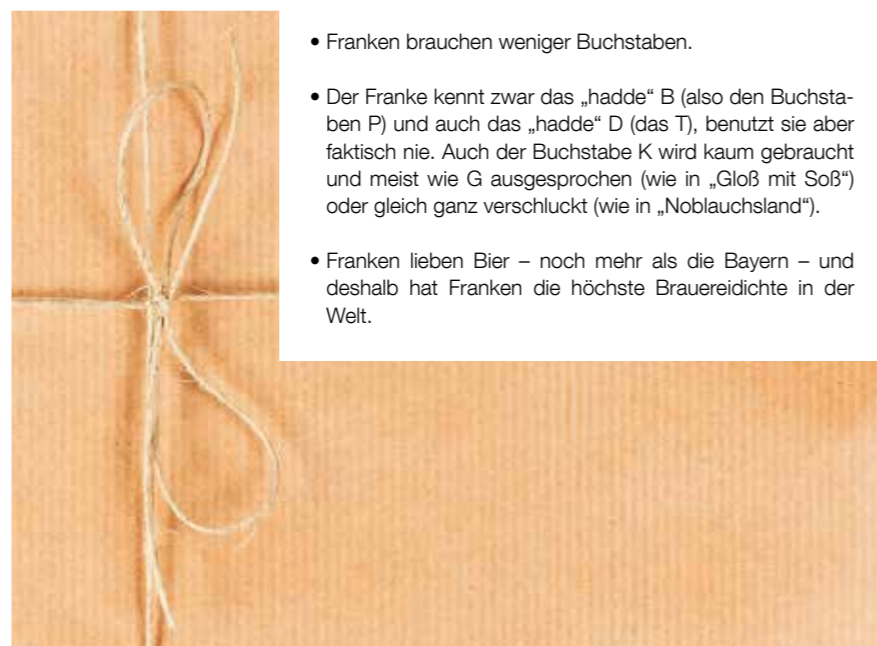 • Franken brauchen weniger Buchstaben.
• Der Franke kennt zwar das „hadde“ B (also den Buchsta-
ben P) und auch das „hadde“ D (das T), benutzt sie aber
faktisch nie. Auch der Buchstabe K wird kaum gebraucht
und meist wie G ausgesprochen (wie in „Gloß mit Soß“)
oder gleich ganz verschluckt (wie in „Noblauchsland“).
• Franken lieben Bier – noch mehr als die Bayern – und
deshalb hat Franken die höchste Brauereidichte in der
Welt.